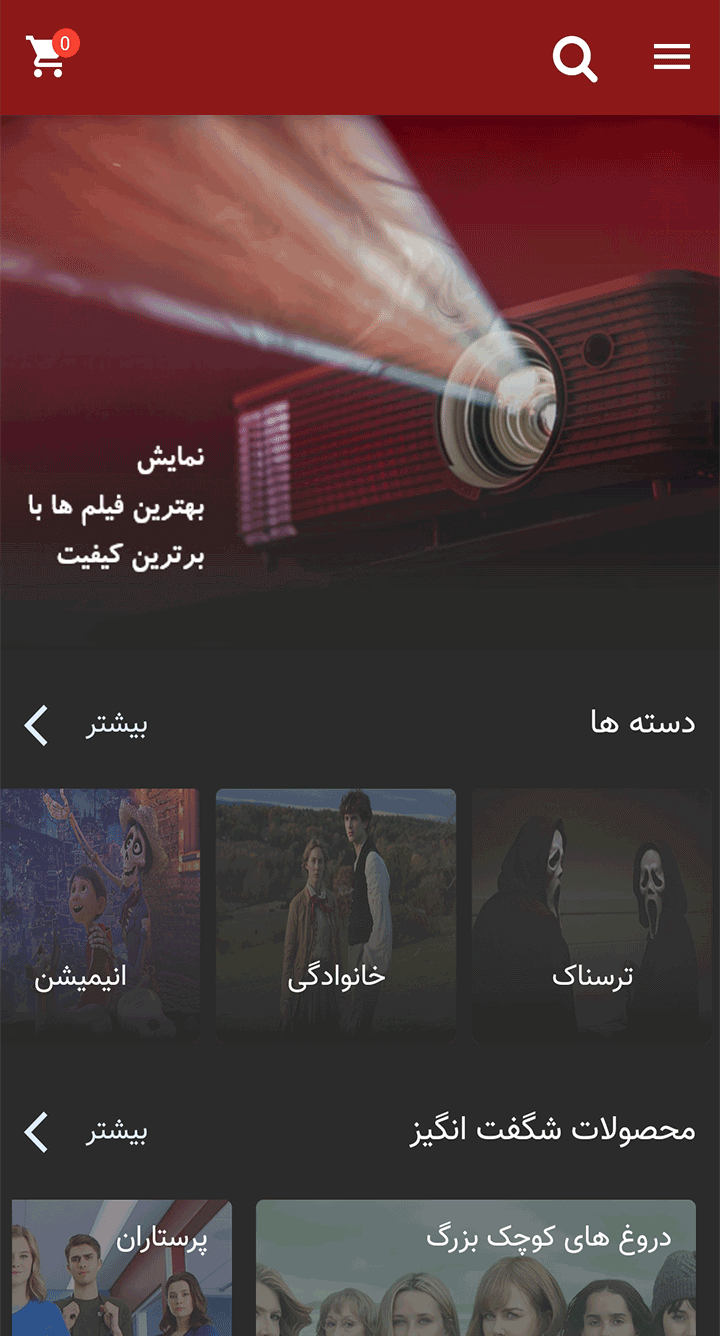 0
نمایش
بهترین فیلم ها با
برترین کیفیت
دسته ها
بیشتر
ترسناک
خانوادگی
انیمیشن
محصولات شگفت انگیز
بیشتر
دروغ های کوچک بزرگ
پرستاران